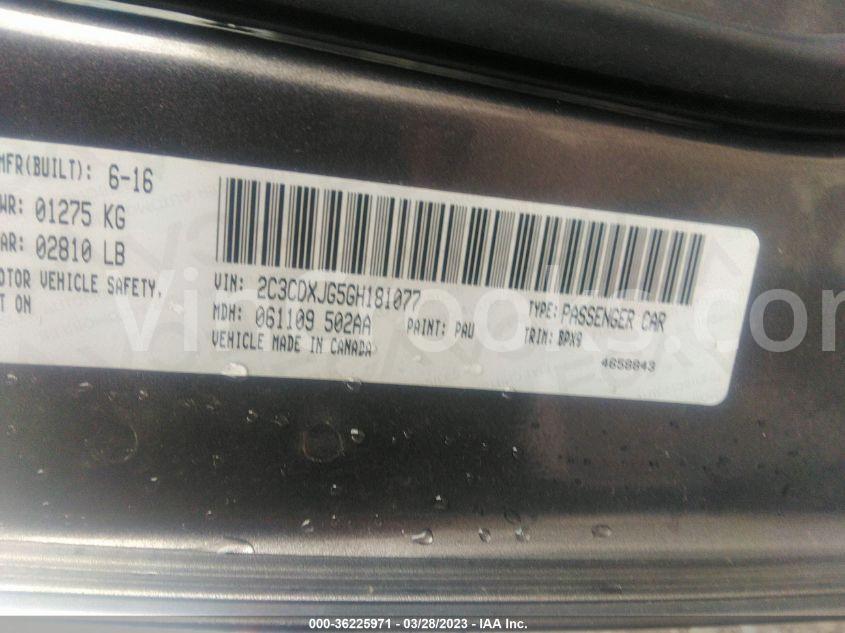 MFR(BUILT): 6-16
WR: 01275 KG
AR: 02810 LB
MOTOR VEHICLE SAFETY,
T ON
VIN: 2C3CDXJG5GH181077 TYPE: PASSENGER CAR
MDH: 061109 502AA PAINT: PAU TRIM: BPX9
VEHICLE MADE IN CANADA
4658843
000-36225971 - 03/28/2023 - IAA Inc.